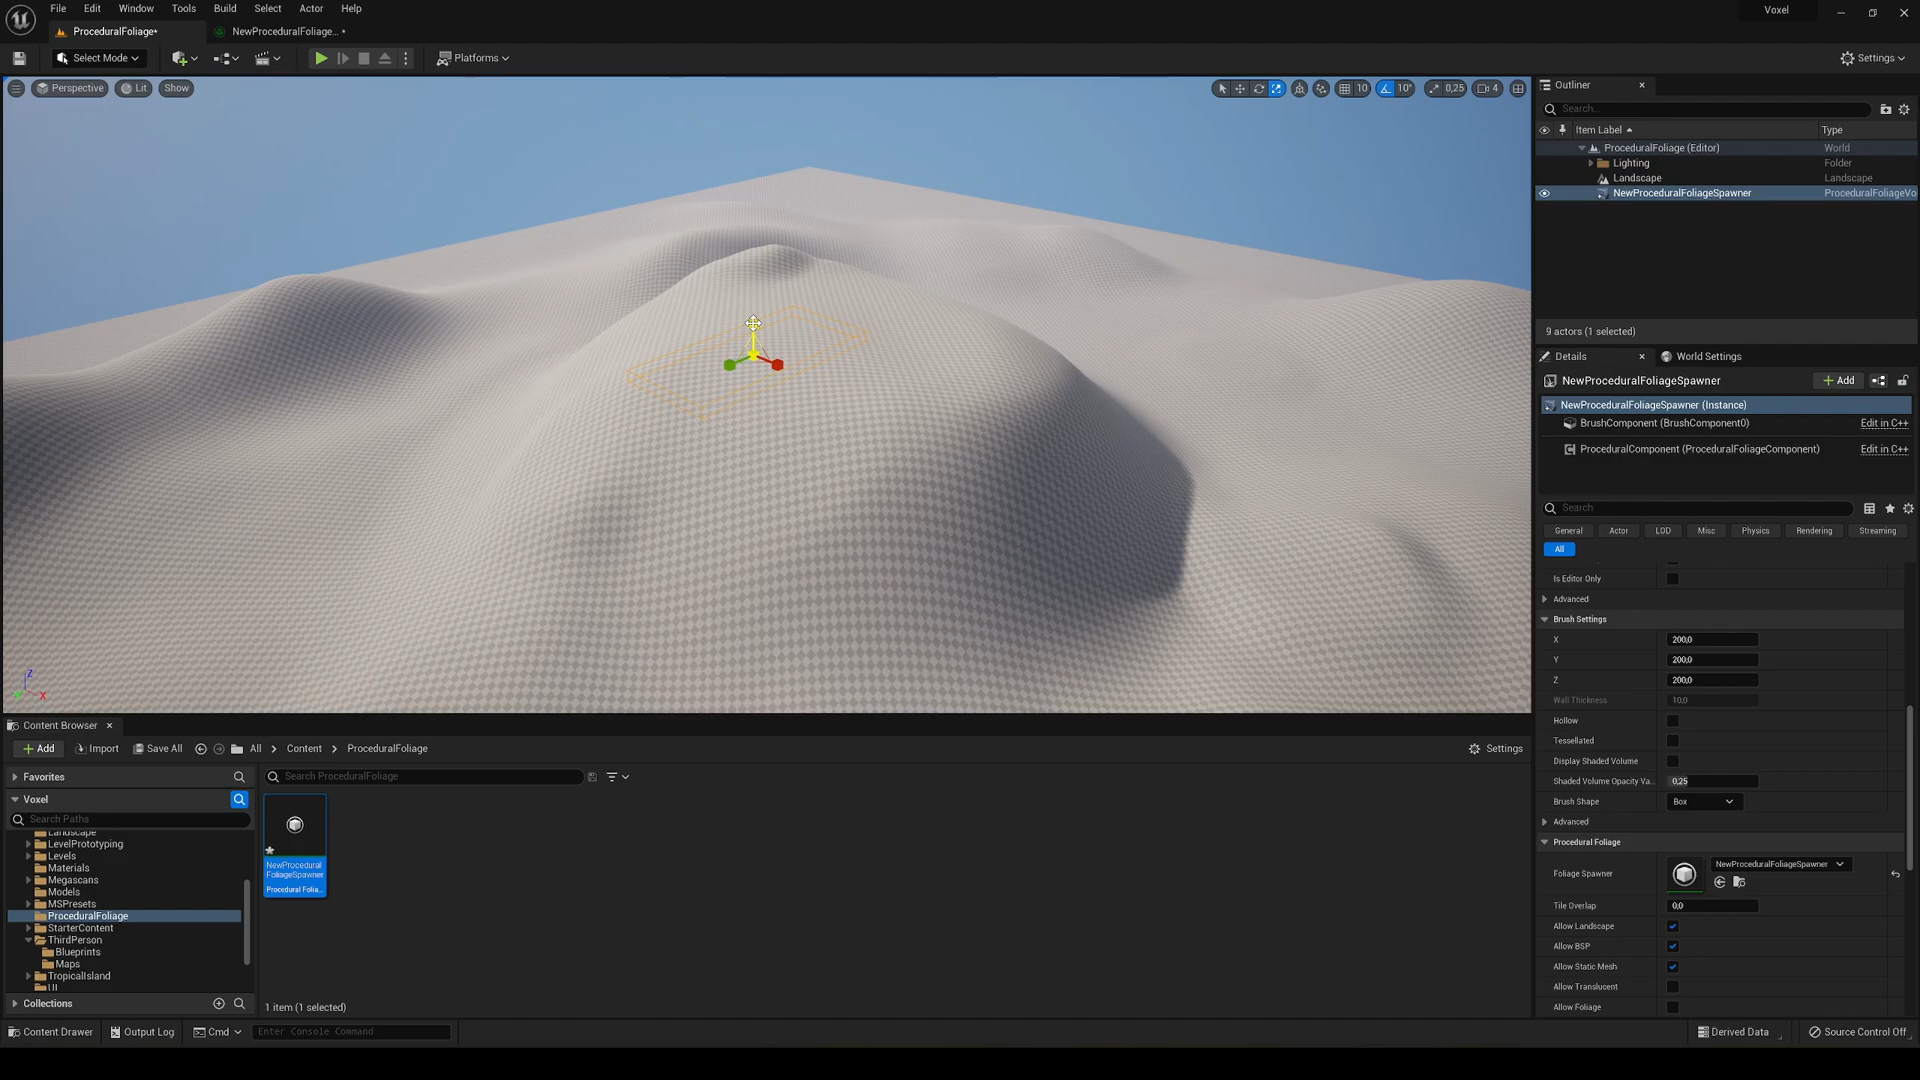 File Edit Window Tools Build Select Actor Help
Voxel
ProceduralFoliage*
NewProceduralFoliage... *
Select Mode
Platforms
Settings
Perspective
Lit
Show
10
10°
0,25
4
Outliner
Search...
Item Label
Type
ProceduralFoliage (Editor)
World
Lighting
Folder
Landscape
Landscape
NewProceduralFoliageSpawner
ProceduralFoliageVo
9 actors (1 selected)
Details
World Settings
NewProceduralFoliageSpawner
Add
NewProceduralFoliageSpawner (Instance)
BrushComponent (BrushComponent0)
Edit in C++
ProceduralComponent (ProceduralFoliageComponent)
Edit in C++
Search
General
Actor
LOD
Misc
Physics
Rendering
Streaming
All
Is Editor Only
Advanced
Brush Settings
X
200,0
Y
200,0
Z
200,0
Wall Thickness
10,0
Hollow
Tessellated
Display Shaded Volume
Shaded Volume Opacity Va...
0,25
Brush Shape
Box
Advanced
Procedural Foliage
Foliage Spawner
NewProceduralFoliageSpawner
Tile Overlap
0,0
Allow Landscape
Allow BSP
Allow Static Mesh
Allow Translucent
Allow Foliage
Z
X
Content Browser
Add
Import
Save All
All
Content
ProceduralFoliage
Settings
Favorites
Search ProceduralFoliage
Voxel
Search Paths
Landscape
LevelPrototyping
Levels
Materials
Megascans
Models
MSPresets
ProceduralFoliage
StarterContent
ThirdPerson
Blueprints
Maps
TropicalIsland
UI
NewProcedural
FoliageSpawner
Procedural Folia...
Collections
1 item (1 selected)
Content Drawer
Output Log
Cmd
Enter Console Command
Derived Data
Source Control Off